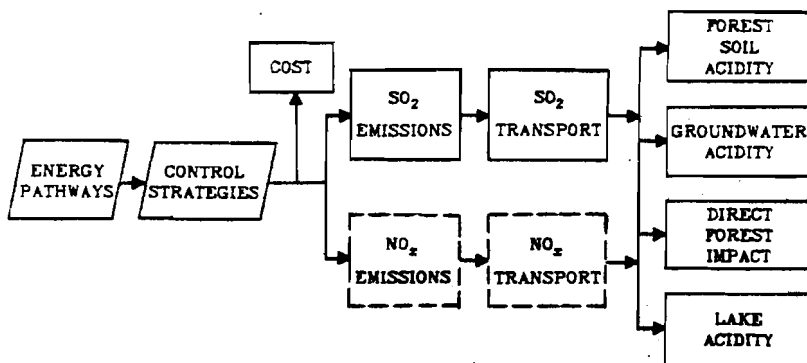 ENERGY
PATHWAYS
CONTROL
STRATEGIES
COST
SO₂
EMISSIONS
SO₂
TRANSPORT
NOₓ
EMISSIONS
NOₓ
TRANSPORT
FOREST
SOIL
ACIDITY
GROUNDWATER
ACIDITY
DIRECT
FOREST
IMPACT
LAKE
ACIDITY